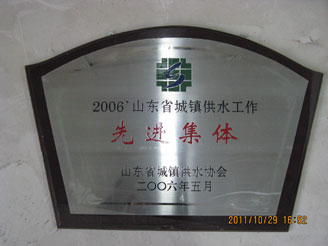 2006'山东省城镇供水工作
先进集体
山东省城镇供水协会
二〇〇六年五月
2011/10/29 16:52